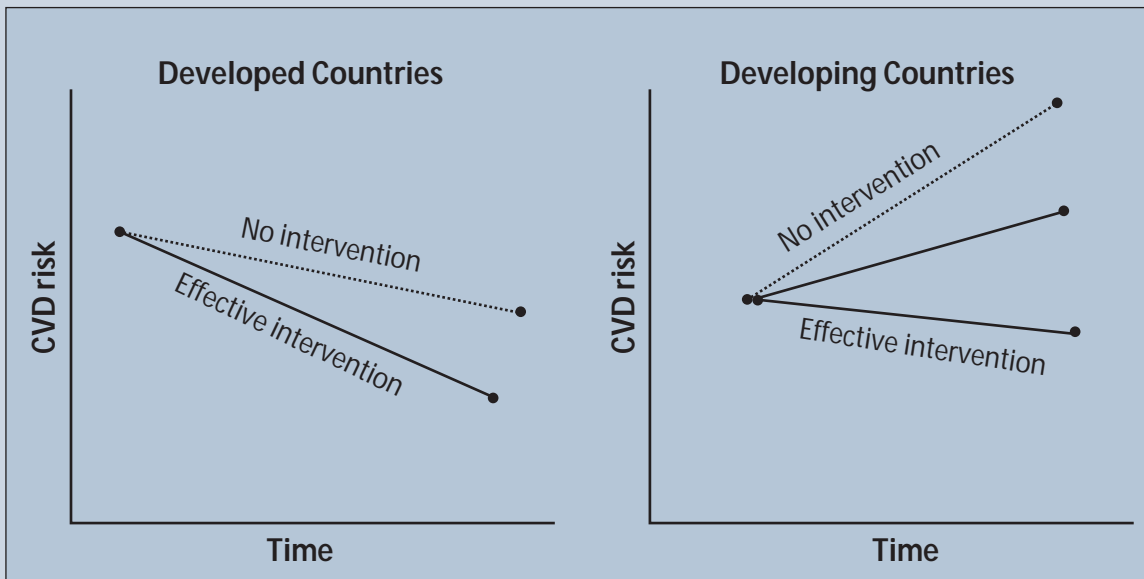 Developed Countries
CVD risk
No intervention
Effective intervention
Time
Developing Countries
CVD risk
No intervention
Effective intervention
Time